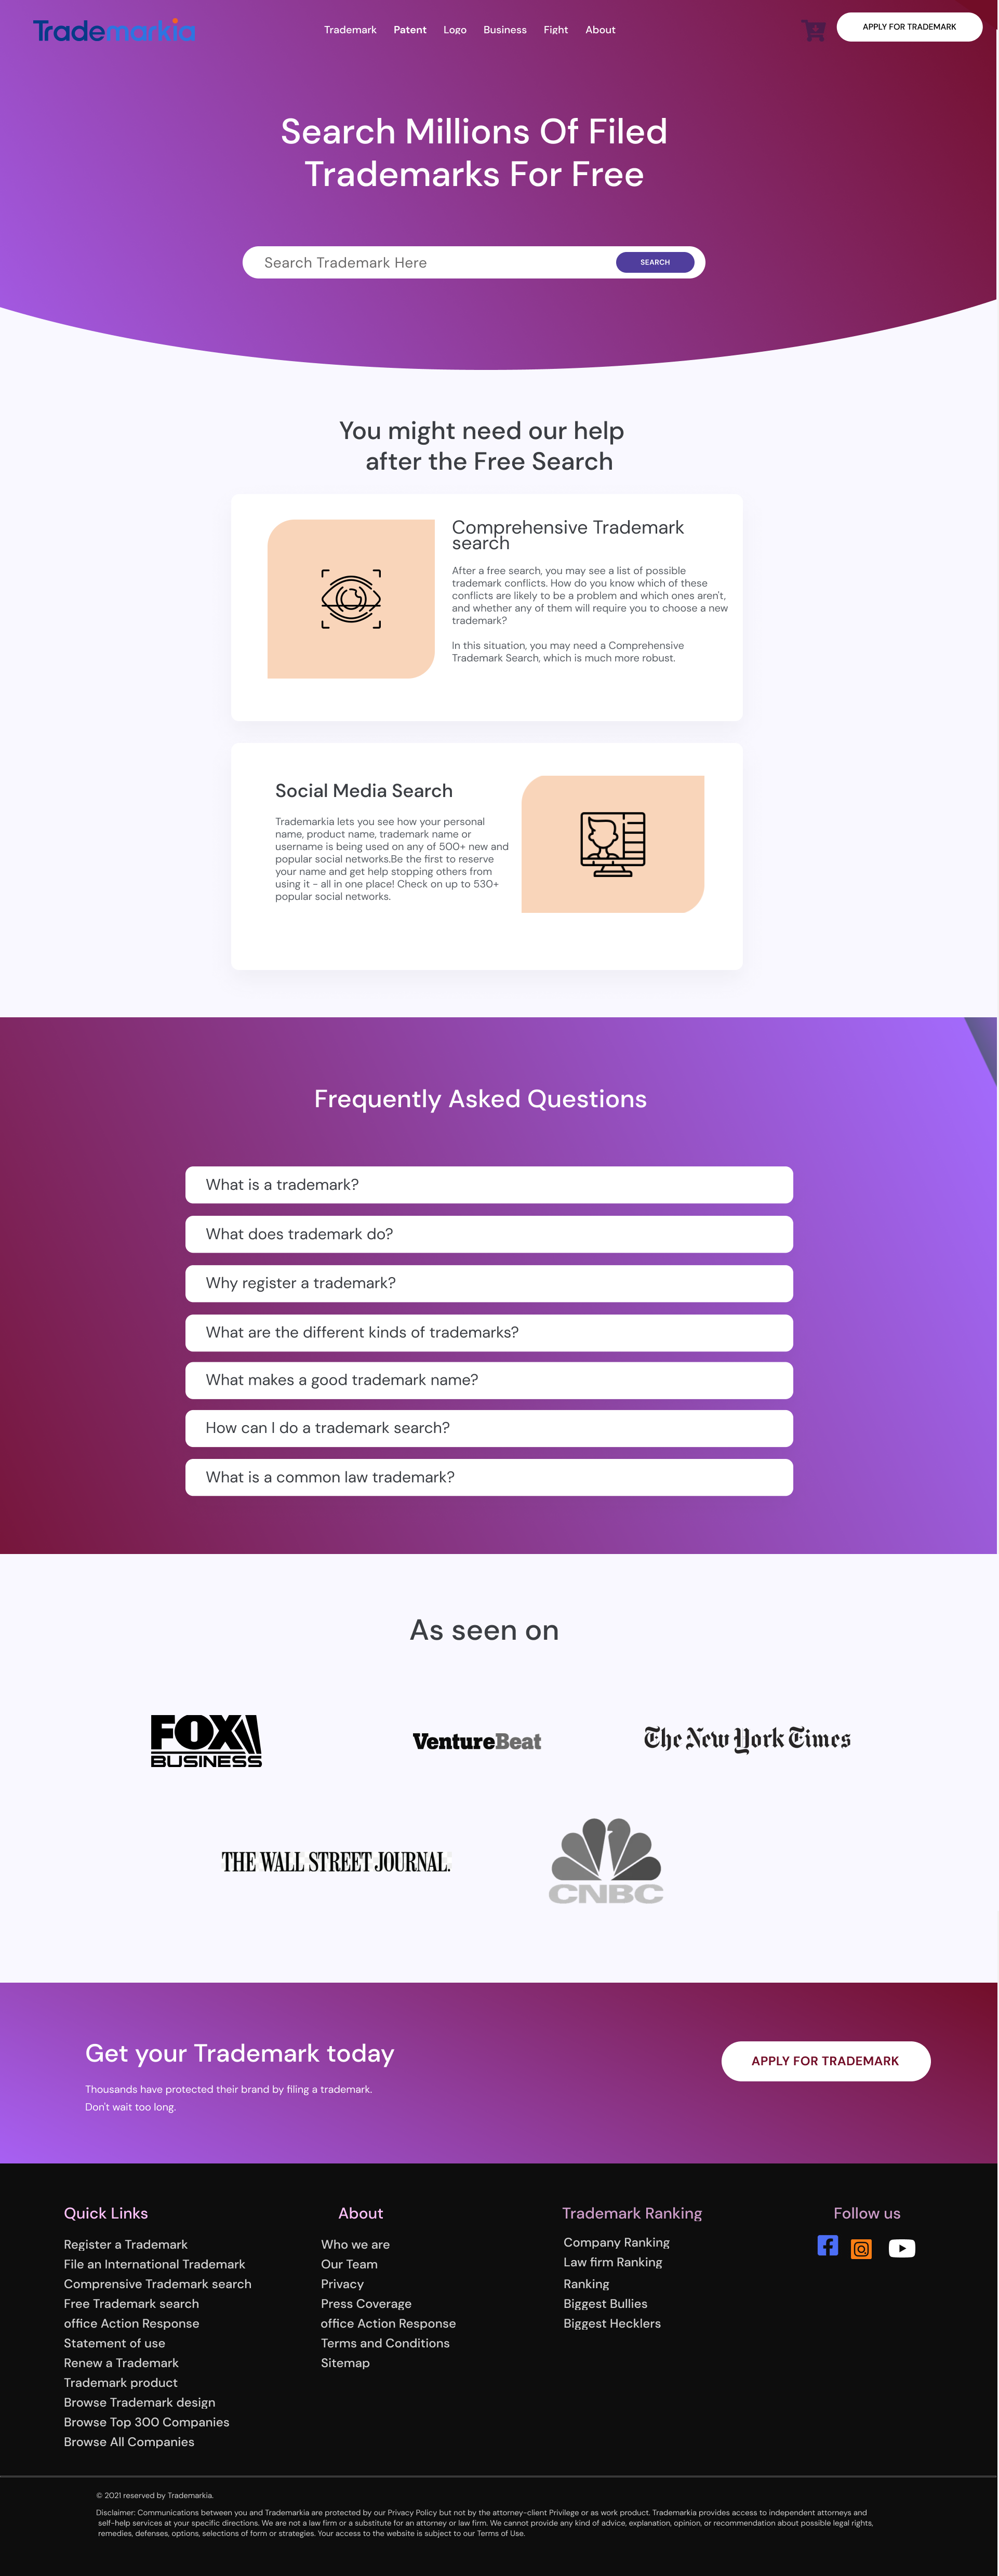 Trademarkia
Trademark Patent Logo Business Fight About
APPLY FOR TRADEMARK
Search Millions Of Filed
Trademarks For Free
Search Trademark Here
SEARCH
You might need our help
after the Free Search
Comprehensive Trademark
search
After a free search, you may see a list of possible
trademark conflicts. How do you know which of these
conflicts are likely to be a problem and which ones aren't,
and whether any of them will require you to choose a new
trademark?
In this situation, you may need a Comprehensive
Trademark Search, which is much more robust.
Social Media Search
Trademarkia lets you see how your personal
name, product name, trademark name or
username is being used on any of 500+ new and
popular social networks.Be the first to reserve
your name and get help stopping others from
using it - all in one place! Check on up to 530+
popular social networks.
Frequently Asked Questions
What is a trademark?
What does trademark do?
Why register a trademark?
What are the different kinds of trademarks?
What makes a good trademark name?
How can I do a trademark search?
What is a common law trademark?
As seen on
FOX
BUSINESS
VentureBeat
The New York Times
THE WALL STREET JOURNAL.
CNBC
Get your Trademark today
Thousands have protected their brand by filing a trademark.
Don't wait too long.
APPLY FOR TRADEMARK
Quick Links
Register a Trademark
File an International Trademark
Comprensive Trademark search
Free Trademark search
office Action Response
Statement of use
Renew a Trademark
Trademark product
Browse Trademark design
Browse Top 300 Companies
Browse All Companies
About
Who we are
Our Team
Privacy
Press Coverage
office Action Response
Terms and Conditions
Sitemap
Trademark Ranking
Company Ranking
Law firm Ranking
Ranking
Biggest Bullies
Biggest Hecklers
Follow us
© 2021 reserved by Trademarkia.
Disclaimer: Communications between you and Trademarkia are protected by our Privacy Policy but not by the attorney-client Privilege or as work product. Trademarkia provides access to independent attorneys and
self-help services at your specific directions. We are not a law firm or a substitute for an attorney or law firm. We cannot provide any kind of advice, explanation, opinion, or recommendation about possible legal rights,
remedies, defenses, options, selections of form or strategies. Your access to the website is subject to our Terms of Use.